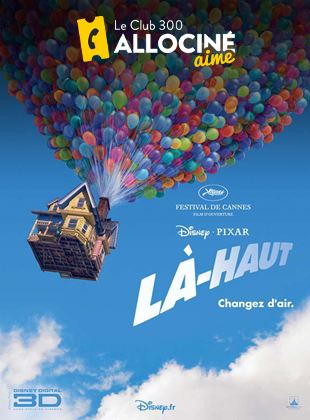 Le Club 300
ALLOCINÉ
aime
FESTIVAL DE CANNES
FILM D'OUVERTURE
Disney · PIXAR
LÀ-HAUT
Changez d'air.
DISNEY DIGITAL
3D
Disney.fr